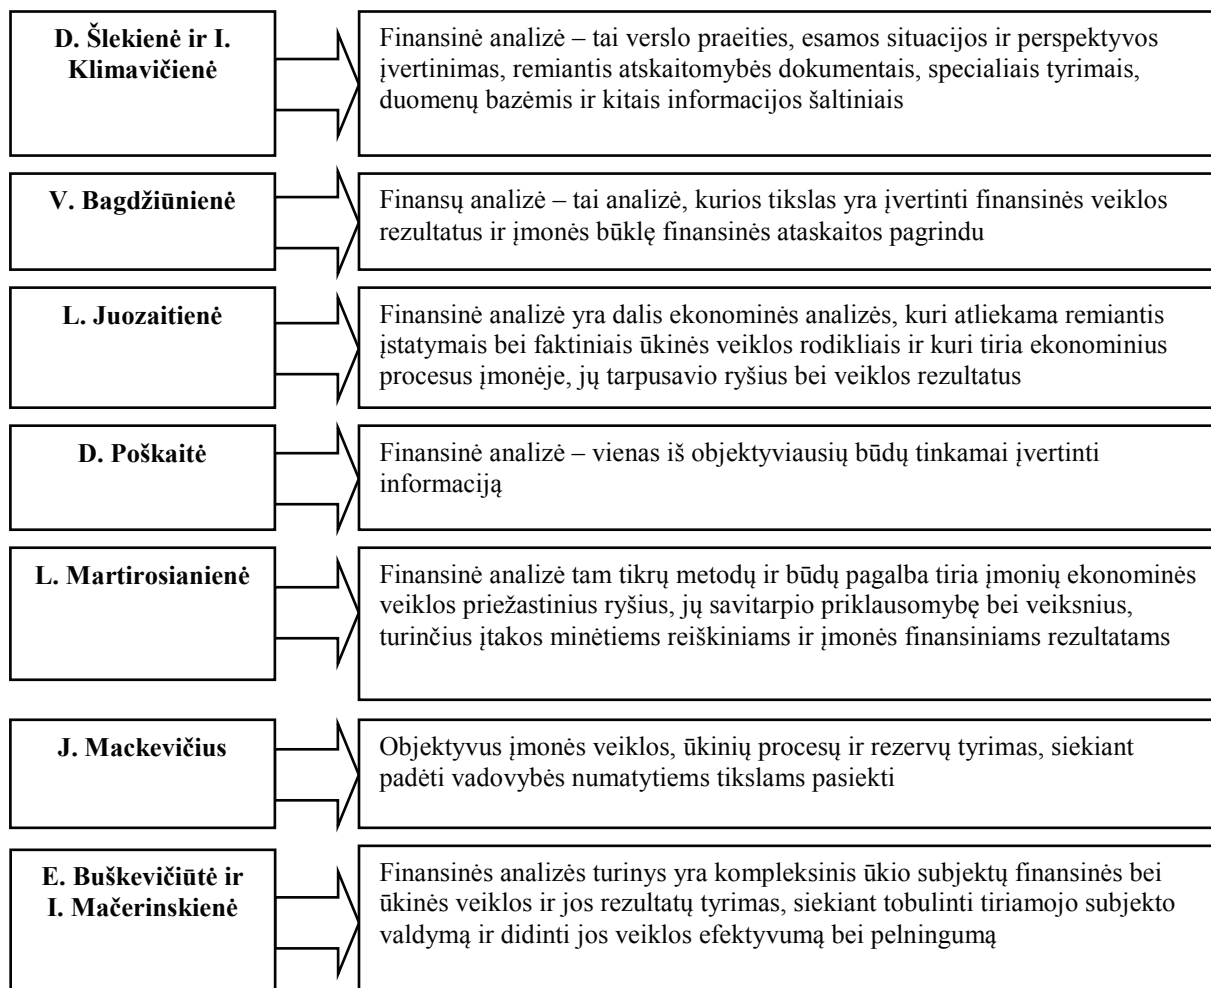 D. Šlekienė ir I.
Klimavičienė
Finansinė analizė – tai verslo praeities, esamos situacijos ir perspektyvos
įvertinimas, remiantis atskaitomybės dokumentais, specialiais tyrimais,
duomenų bazėmis ir kitais informacijos šaltiniais
V. Bagdžiūnienė
Finansų analizė – tai analizė, kurios tikslas yra įvertinti finansinės veiklos
rezultatus ir įmonės būklę finansinės ataskaitos pagrindu
L. Juozaitienė
Finansinė analizė yra dalis ekonominės analizės, kuri atliekama remiantis
įstatymais bei faktiniais ūkinės veiklos rodikliais ir kuri tiria ekonominius
procesus įmonėje, jų tarpusavio ryšius bei veiklos rezultatus
D. Poškaitė
Finansinė analizė – vienas iš objektyviausių būdų tinkamai įvertinti
informaciją
L. Martirosianienė
Finansinė analizė tam tikrų metodų ir būdų pagalba tiria įmonių ekonominės
veiklos priežastinius ryšius, jų savitarpio priklausomybę bei veiksnius,
turinčius įtakos minėtiems reiškiniams ir įmonės finansiniams rezultatams
J. Mackevičius
Objektyvus įmonės veiklos, ūkinių procesų ir rezervų tyrimas, siekiant
padėti vadovybės numatytiems tikslams pasiekti
E. Buškevičiūtė ir
I. Mačerinskienė
Finansinės analizės turinys yra kompleksinis ūkio subjektų finansinės bei
ūkinės veiklos ir jos rezultatų tyrimas, siekiant tobulinti tiriamojo subjekto
valdymą ir didinti jos veiklos efektyvumą bei pelningumą